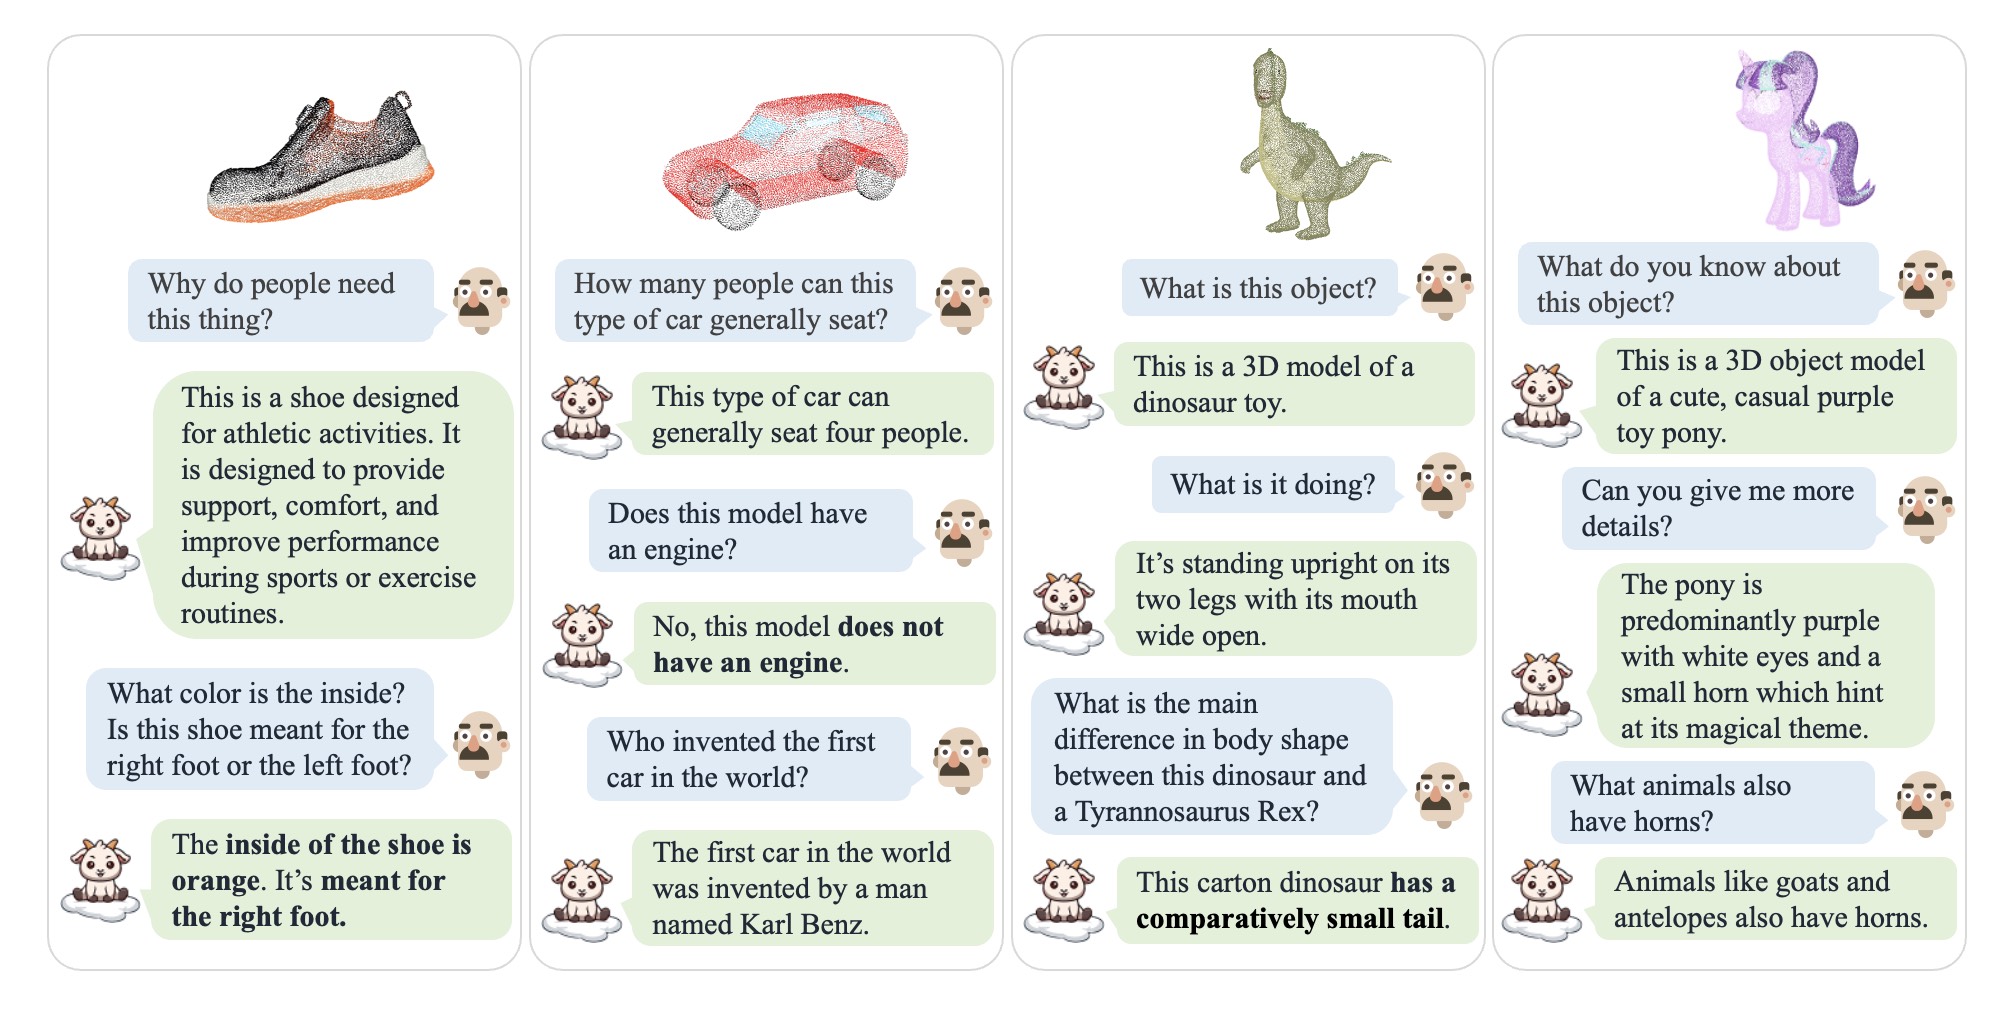 Why do people need
this thing?
This is a shoe designed
for athletic activities. It
is designed to provide
support, comfort, and
improve performance
during sports or exercise
routines.
What color is the inside?
Is this shoe meant for the
right foot or the left foot?
The inside of the shoe is
orange. It’s meant for
the right foot.
How many people can this
type of car generally seat?
This type of car can
generally seat four people.
Does this model have
an engine?
No, this model does not
have an engine.
Who invented the first
car in the world?
The first car in the world
was invented by a man
named Karl Benz.
What is this object?
This is a 3D model of a
dinosaur toy.
What is it doing?
It’s standing upright on its
two legs with its mouth
wide open.
What is the main
difference in body shape
between this dinosaur and
a Tyrannosaurus Rex?
This carton dinosaur has a
comparatively small tail.
What do you know about
this object?
This is a 3D object model
of a cute, casual purple
toy pony.
Can you give me more
details?
The pony is
predominantly purple
with white eyes and a
small horn which hint
at its magical theme.
What animals also
have horns?
Animals like goats and
antelopes also have horns.